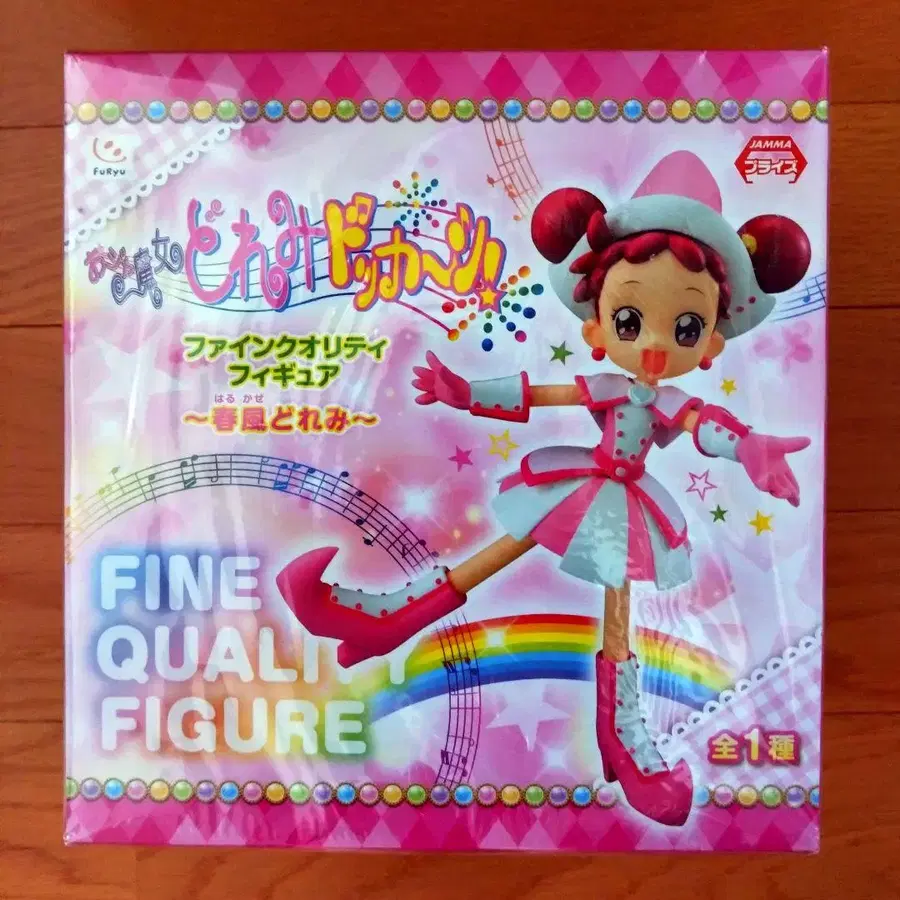 FuRyu
JAMMA
プライズ
おジャ魔女
どれみドッカ〜ン!
ファインクオリティ
フィギュア
はる かぜ
〜春風どれみ〜
FINE
QUALITY
FIGURE
全1種